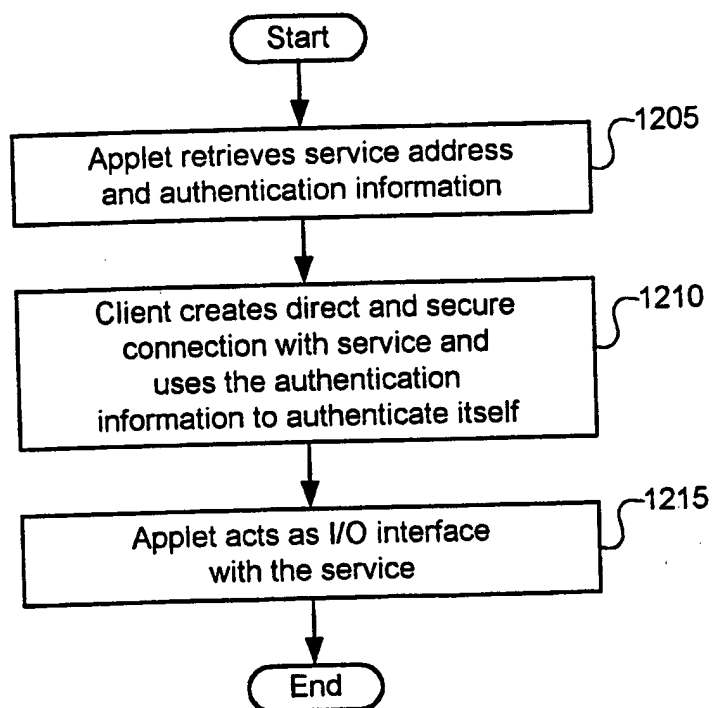 Start
1205
Applet retrieves service address
and authentication information
1210
Client creates direct and secure
connection with service and
uses the authentication
information to authenticate itself
1215
Applet acts as I/O interface
with the service
End